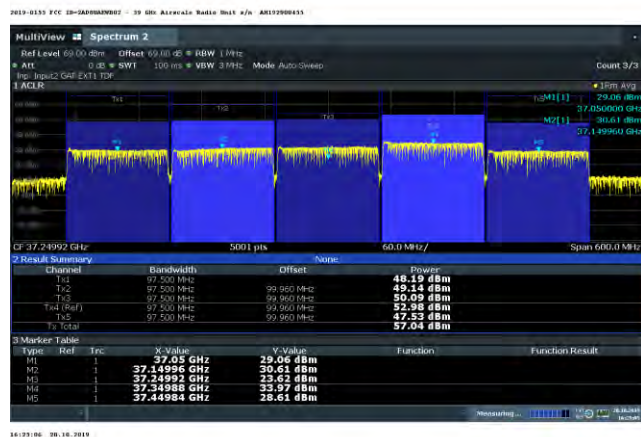 2019-0155 FCC ID-2AD8UAEWB02 - 39 GHz Airscale Radio Unit s/n
MultiView Spectrum 2
Ref Level 69.00 dBm Offset 69.00 dB RBW 1 MHz
Att 0 dB SWT 100 ms VBW 3 MHz Mode Auto Sweep Count 3/3
Inp: Input2 GAT:EXT1 TDF
1 ACLR 1Rm Avg
Tx1 Tx2 Tx3
M1[1] 29.06 dBm
37.050000 GHz
M2[1] 30.61 dBm
37.149960 GHz
CF 37.24992 GHz 5001 pts 60.0 MHz/ Span 600.0 MHz
2 Result Summary None
Channel Bandwidth Offset Power
Tx1 97.500 MHz 48.19 dBm
Tx2 97.500 MHz 99.960 MHz 49.14 dBm
Tx3 97.500 MHz 99.960 MHz 50.09 dBm
Tx4 (Ref) 97.500 MHz 99.960 MHz 52.98 dBm
Tx5 97.500 MHz 99.960 MHz 47.53 dBm
Tx Total 57.04 dBm
3 Marker Table
Type Ref Trc X-Value Y-Value Function Function Result
M1 1 37.05 GHz 29.06 dBm
M2 1 37.14996 GHz 30.61 dBm
M3 1 37.24992 GHz 23.62 dBm
M4 1 37.34988 GHz 33.97 dBm
M5 1 37.44984 GHz 28.61 dBm
Measuring... 28.10.2019
16:23:06 28.10.2019